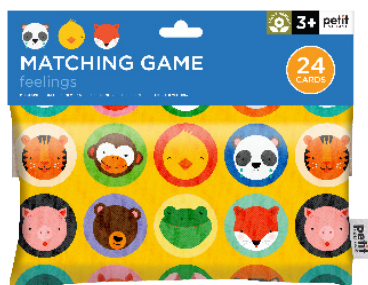 3+
petit
MATCHING GAME
feelings
24
CARDS
petit